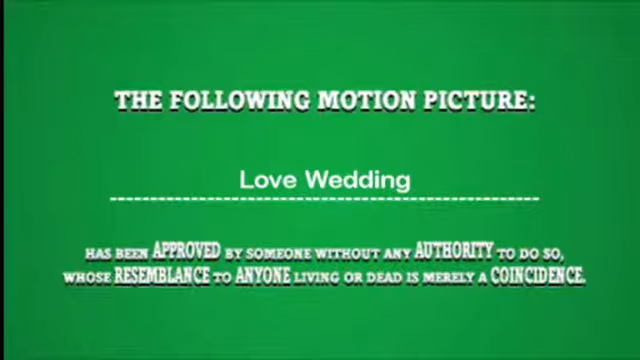 THE FOLLOWING MOTION PICTURE:
Love Wedding
HAS BEEN APPROVED BY SOMEONE WITHOUT ANY AUTHORITY TO DO SO,
WHOSE RESEMBLANCE TO ANYONE LIVING OR DEAD IS MERELY A COINCIDENCE.